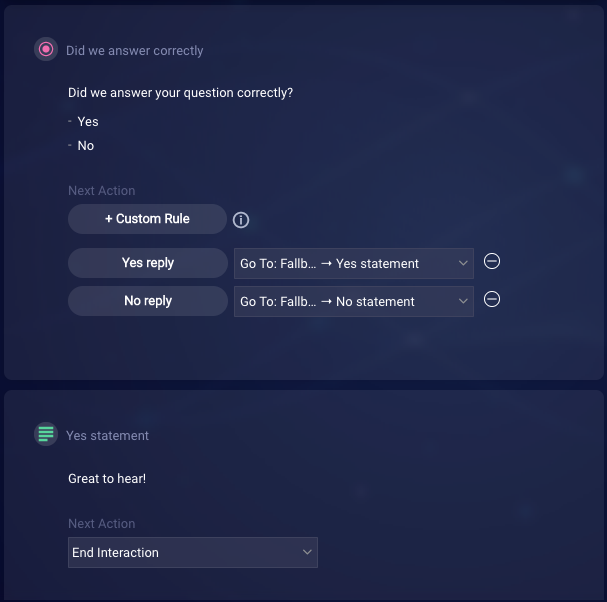 Did we answer correctly
Did we answer your question correctly?
- Yes
- No
Next Action
+ Custom Rule
Yes reply
Go To: Fallb... → Yes statement
No reply
Go To: Fallb... → No statement
Yes statement
Great to hear!
Next Action
End Interaction